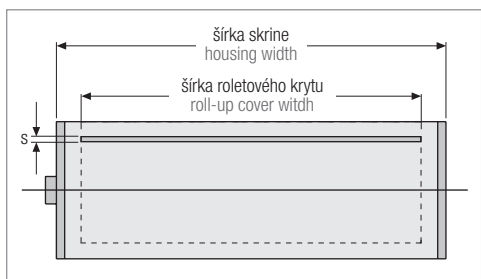 šírka skrine
housing width
šírka roletového krytu
roll-up cover witdh
s